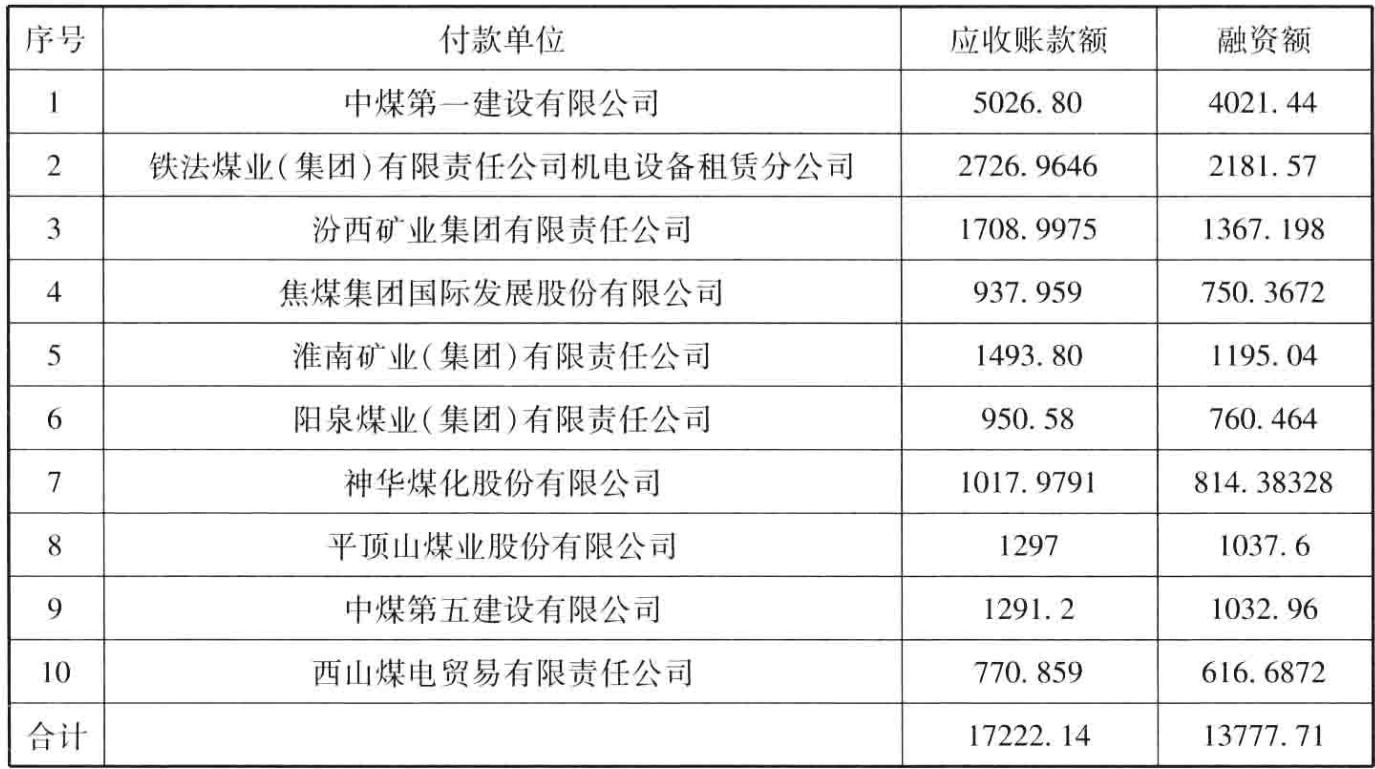 序号 付款单位 应收账款额 融资额
1 中煤第一建设有限公司 5026.80 4021.44
2 铁法煤业(集团)有限责任公司机电设备租赁分公司 2726.9646 2181.57
3 汾西矿业集团有限责任公司 1708.9975 1367.198
4 焦煤集团国际发展股份有限公司 937.959 750.3672
5 淮南矿业(集团)有限责任公司 1493.80 1195.04
6 阳泉煤业(集团)有限责任公司 950.58 760.464
7 神华煤化股份有限公司 1017.9791 814.38328
8 平顶山煤业股份有限公司 1297 1037.6
9 中煤第五建设有限公司 1291.2 1032.96
10 西山煤电贸易有限责任公司 770.859 616.6872
合计 17222.14 13777.71